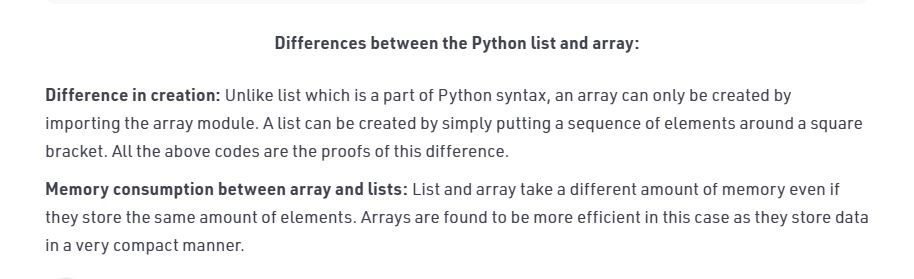 Differences between the Python list and array:
Difference in creation: Unlike list which is a part of Python syntax, an array can only be created by
importing the array module. A list can be created by simply putting a sequence of elements around a square
bracket. All the above codes are the proofs of this difference.
Memory consumption between array and lists: List and array take a different amount of memory even if
they store the same amount of elements. Arrays are found to be more efficient in this case as they store data
in a very compact manner.